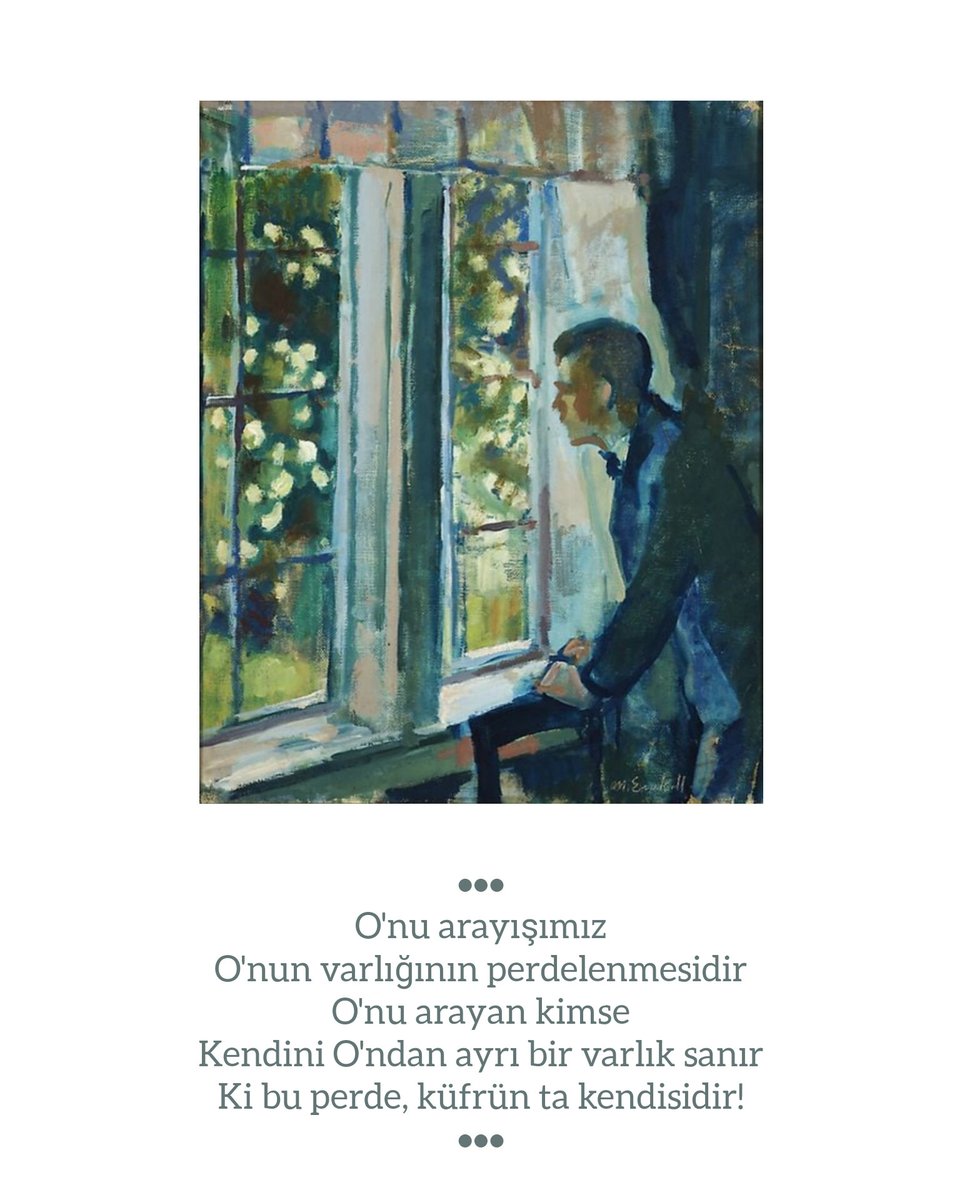 •••
O'nu arayışımız
O'nun varlığının perdelenmesidir
O'nu arayan kimse
Kendini O'ndan ayrı bir varlık sanır
Ki bu perde, küfrün ta kendisidir!
•••